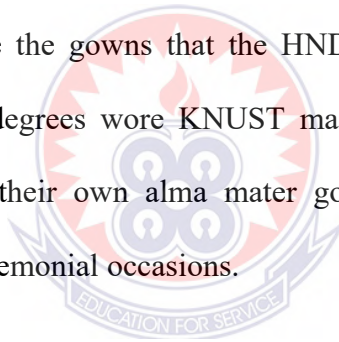 the gowns that the HND
degrees wore KNUST ma
their own alma mater go
emonial occasions.
EDUCATION FOR SERVICE